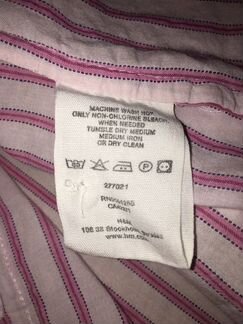 MACHINE WASH HOT
ONLY NON-CHLORINE BLEACH
WHEN NEEDED
TUMBLE DRY MEDIUM
MEDIUM IRON
OR DRY CLEAN
277021
H&M
106 38 Stockholm, Sweden
www.hm.com